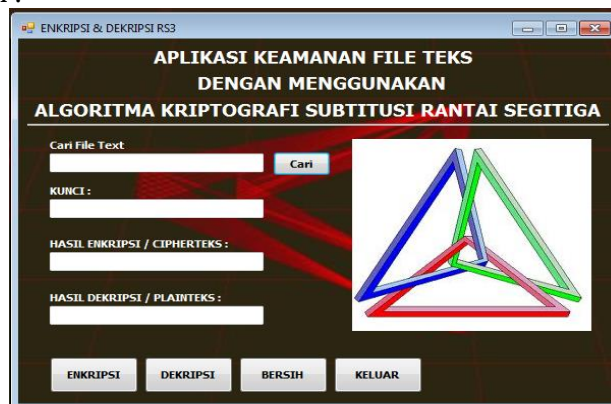 ENKRIPSI & DEKRIPSI RS3
APLIKASI KEAMANAN FILE TEKS
DENGAN MENGGUNAKAN
ALGORITMA KRIPTOGRAFI SUBTITUSI RANTAI SEGITIGA
Cari File Text
Cari
KUNCI :
HASIL ENKRIPSI / CIPHERTEKS :
HASIL DEKRIPSI / PLAINTEKS :
ENKRIPSI DEKRIPSI BERSIH KELUAR